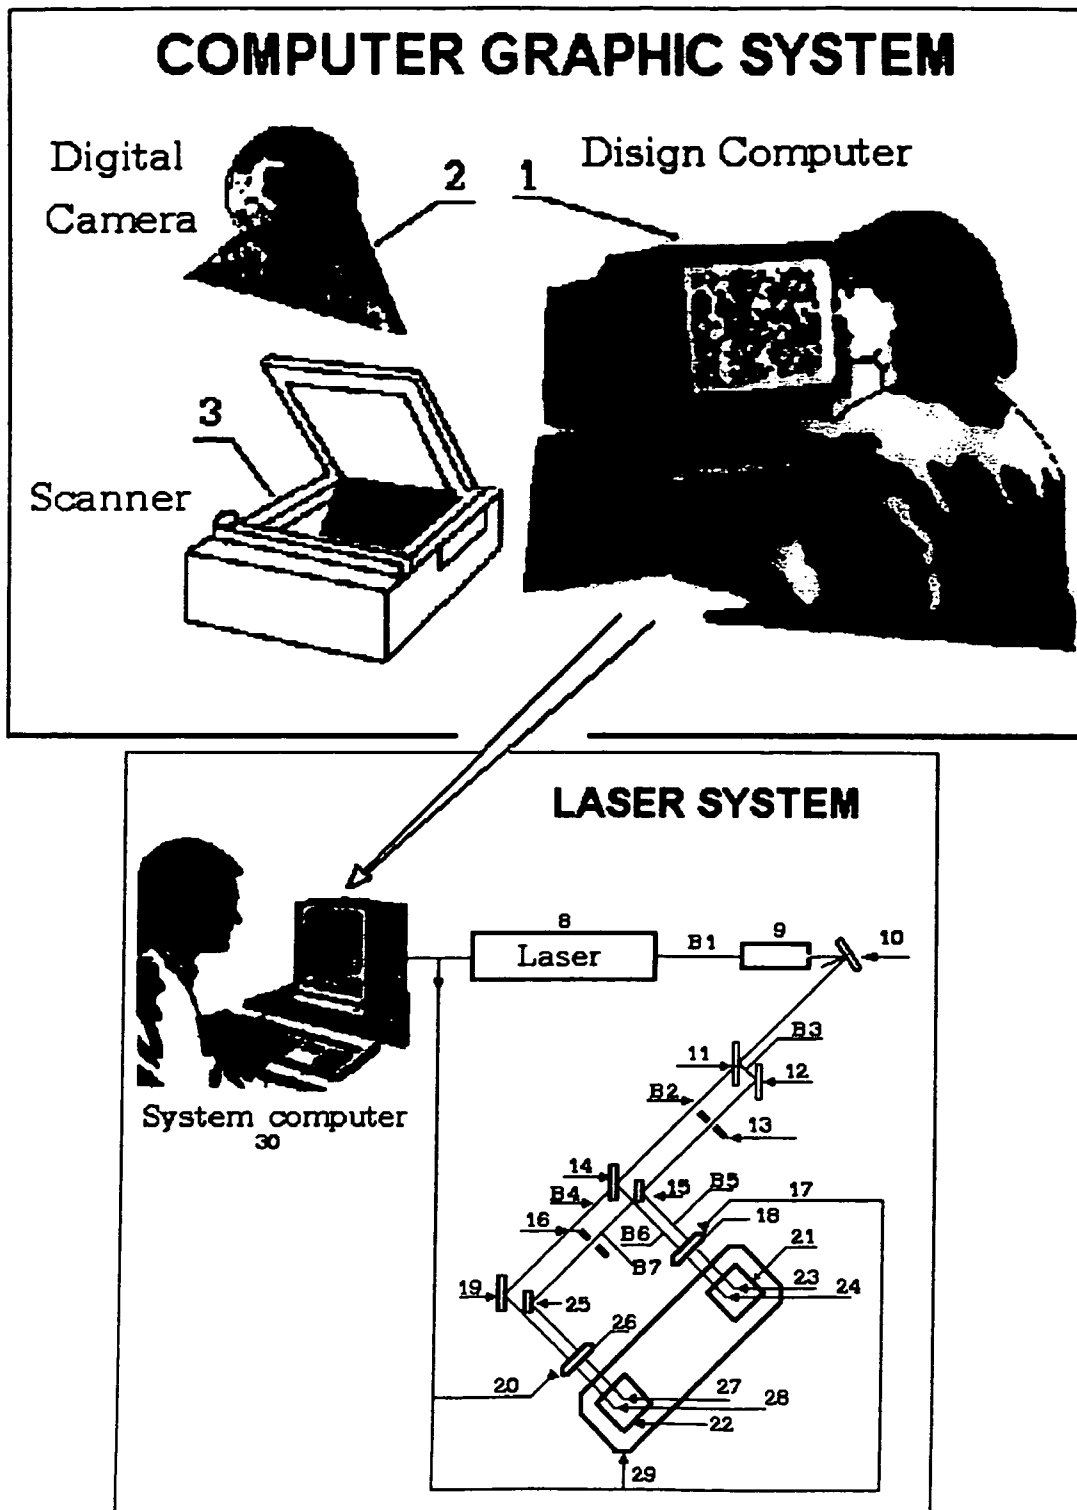 COMPUTER GRAPHIC SYSTEM
Digital
Camera
2
1
Disign Computer
3
Scanner
LASER SYSTEM
8
Laser
B1
9
10
System computer
30
11
B3
12
B2
13
14
B4
15
B5
17
18
16
B6
B7
21
23
24
19
25
26
20
27
28
22
29